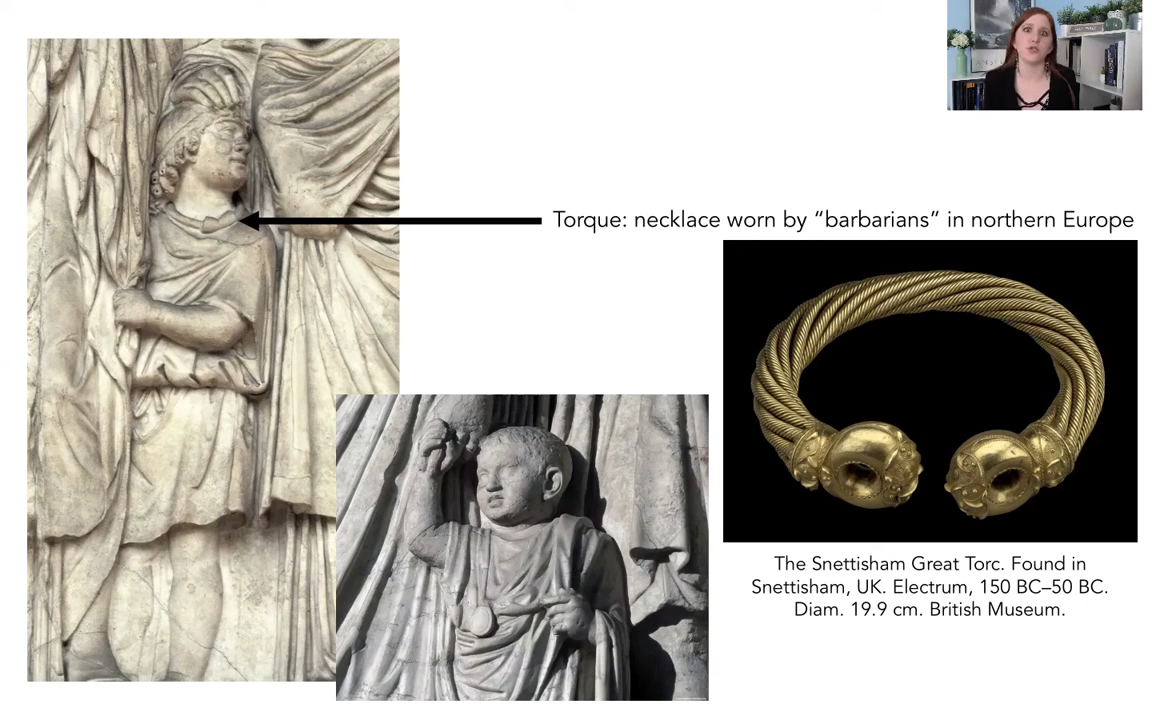 Torque: necklace worn by “barbarians” in northern Europe
The Snettisham Great Torc. Found in
Snettisham, UK. Electrum, 150 BC–50 BC.
Diam. 19.9 cm. British Museum.